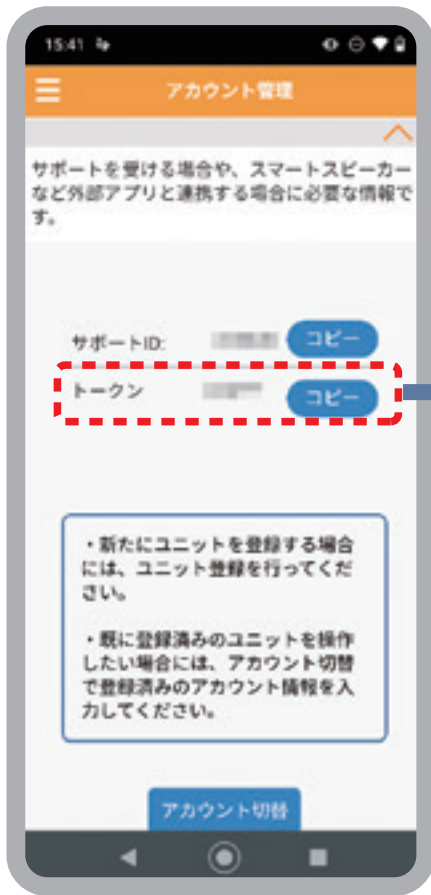 15:41
アカウント管理
サポートを受ける場合や、スマートスピーカー
など外部アプリと連携する場合に必要な情報で
す。
サポートID:
コピー
トークン
コピー
・新たにユニットを登録する場合
には、ユニット登録を行ってくだ
さい。
・既に登録済みのユニットを操作
したい場合には、アカウント切替
で登録済みのアカウント情報を入
力してください。
アカウント切替